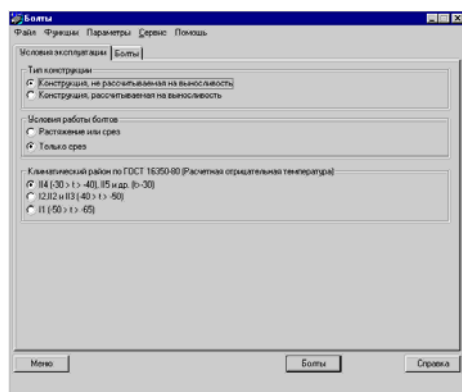 Болты
Файл Функции Параметры Сервис Помощь
Условия эксплуатации Болты
Тип конструкции
Конструкция, не рассчитываемая на выносливость
Конструкция, рассчитываемая на выносливость
Условия работы болтов
Растяжение или срез
Только срез
Климатический район по ГОСТ 16350-80 (Расчетная отрицательная температура)
II4 (-30 > t > -40), II5 и др. (t>-30)
I2,II2 и II3 (-40 > t > -50)
I1 (-50 > t > -65)
Меню Болты Справка